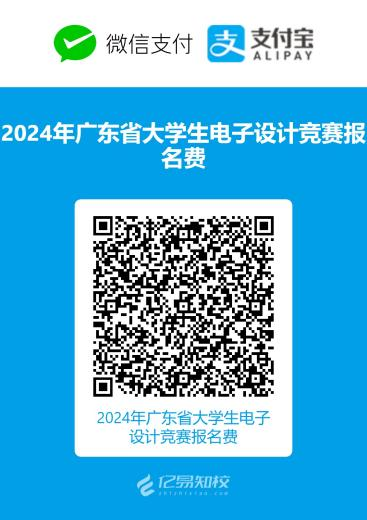 微信支付 支付宝
ALIPAY
2024年广东省大学生电子设计竞赛报
名费
2024年广东省大学生电子
设计竞赛报名费
亿易知校